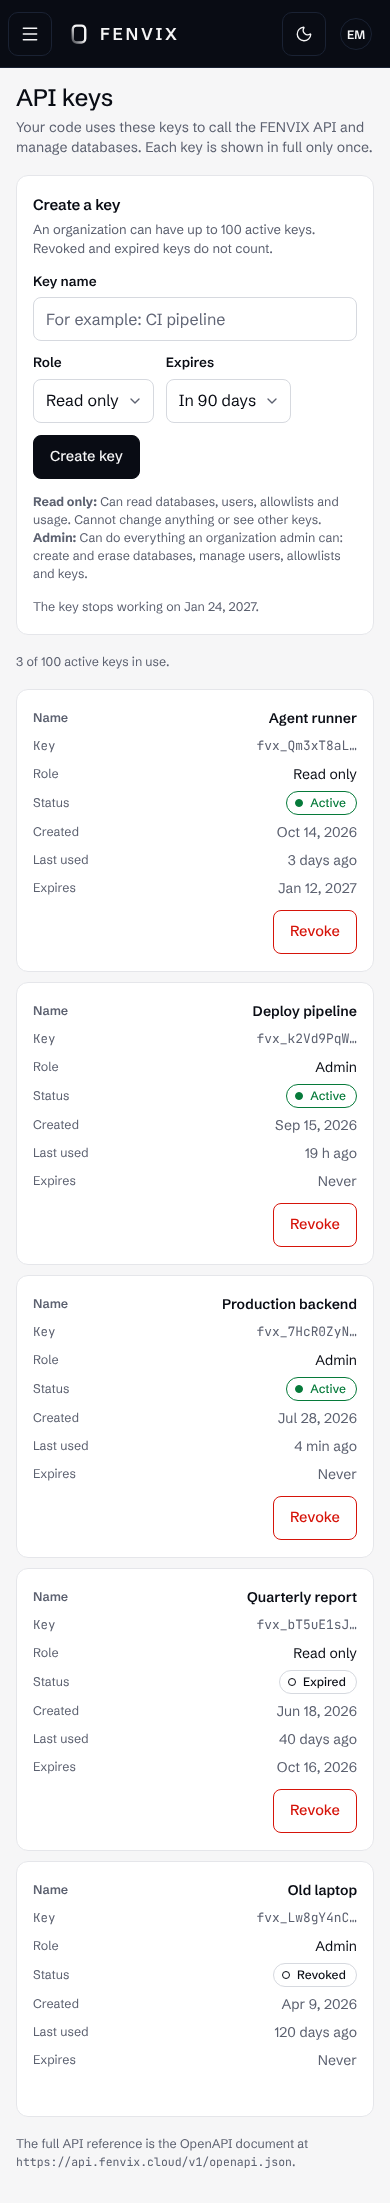 FENVIX
EM
API keys
Your code uses these keys to call the FENVIX API and
manage databases. Each key is shown in full only once.
Create a key
An organization can have up to 100 active keys.
Revoked and expired keys do not count.
Key name
For example: CI pipeline
Role Expires
Read only In 90 days
Create key
Read only: Can read databases, users, allowlists and
usage. Cannot change anything or see other keys.
Admin: Can do everything an organization admin can:
create and erase databases, manage users, allowlists
and keys.
The key stops working on Jan 24, 2027.
3 of 100 active keys in use.
Name Agent runner
Key fvx_Qm3xT8aL…
Role Read only
Status Active
Created Oct 14, 2026
Last used 3 days ago
Expires Jan 12, 2027
Revoke
Name Deploy pipeline
Key fvx_k2Vd9PqW…
Role Admin
Status Active
Created Sep 15, 2026
Last used 19 h ago
Expires Never
Revoke
Name Production backend
Key fvx_7HcR0ZyN…
Role Admin
Status Active
Created Jul 28, 2026
Last used 4 min ago
Expires Never
Revoke
Name Quarterly report
Key fvx_bT5uE1sJ…
Role Read only
Status Expired
Created Jun 18, 2026
Last used 40 days ago
Expires Oct 16, 2026
Revoke
Name Old laptop
Key fvx_Lw8gY4nC…
Role Admin
Status Revoked
Created Apr 9, 2026
Last used 120 days ago
Expires Never
The full API reference is the OpenAPI document at
https://api.fenvix.cloud/v1/openapi.json.